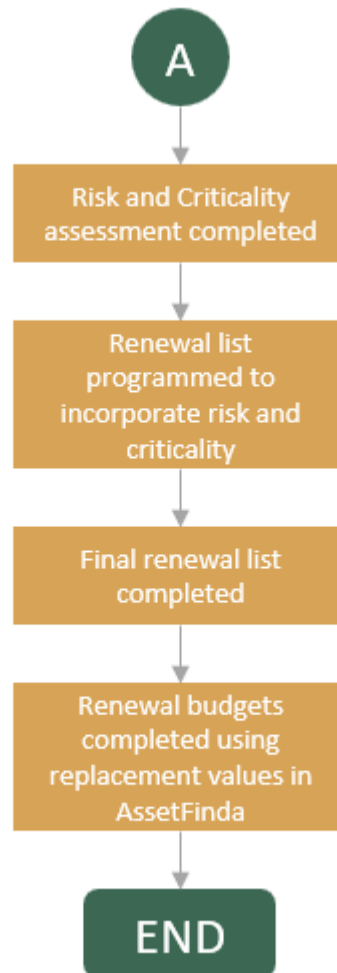 A
Risk and Criticality
assessment completed
Renewal list
programmed to
incorporate risk and
criticality
Final renewal list
completed
Renewal budgets
completed using
replacement values in
AssetFinda
END